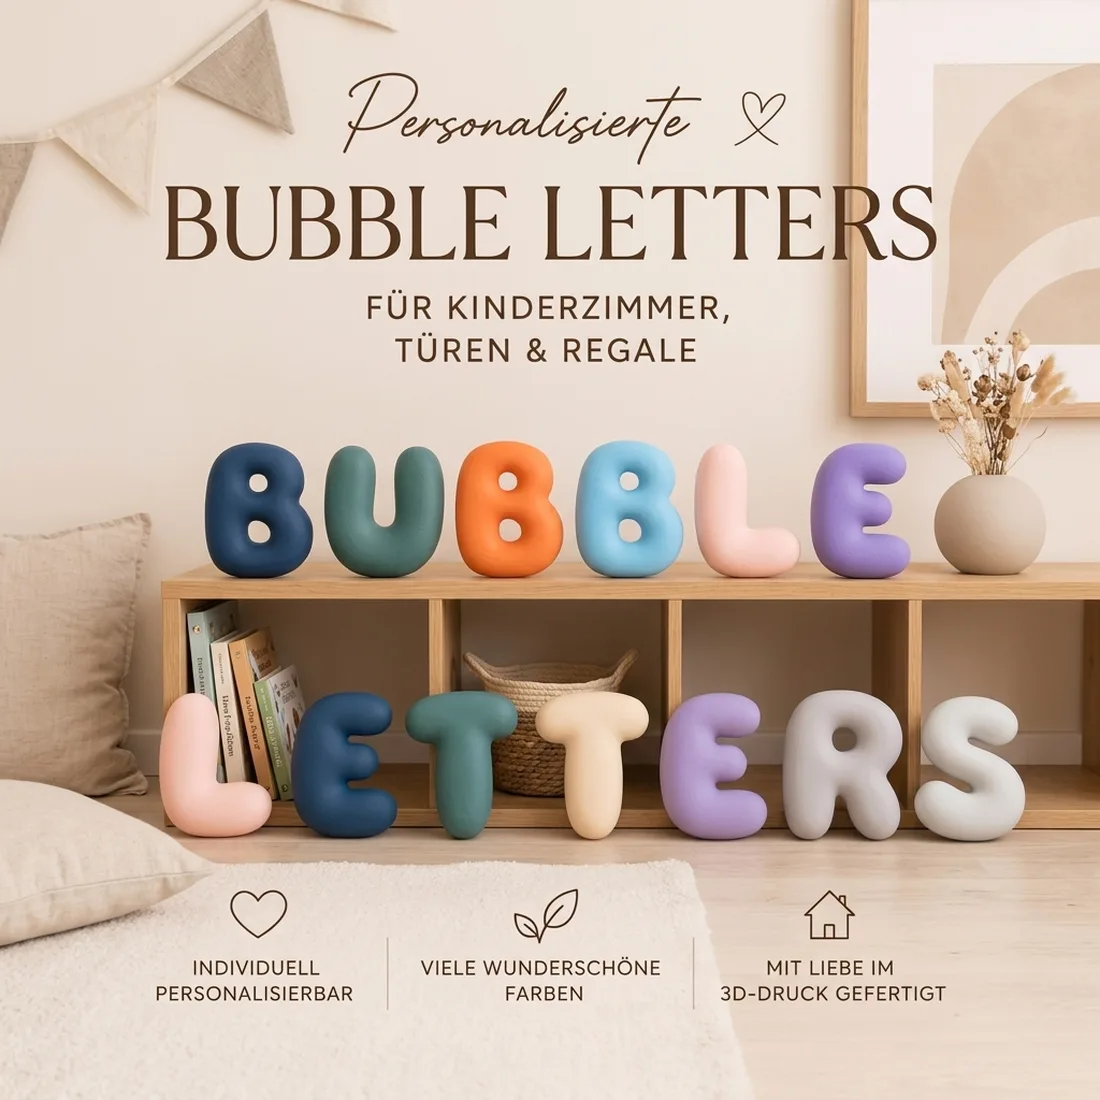 Personalisierte
BUBBLE LETTERS
FÜR KINDERZIMMER,
TÜREN & REGALE
BUBBLE
LETTERS
INDIVIDUELL
PERSONALISIERBAR
VIELE WUNDERSCHÖNE
FARBEN
MIT LIEBE IM
3D-DRUCK GEFERTIGT